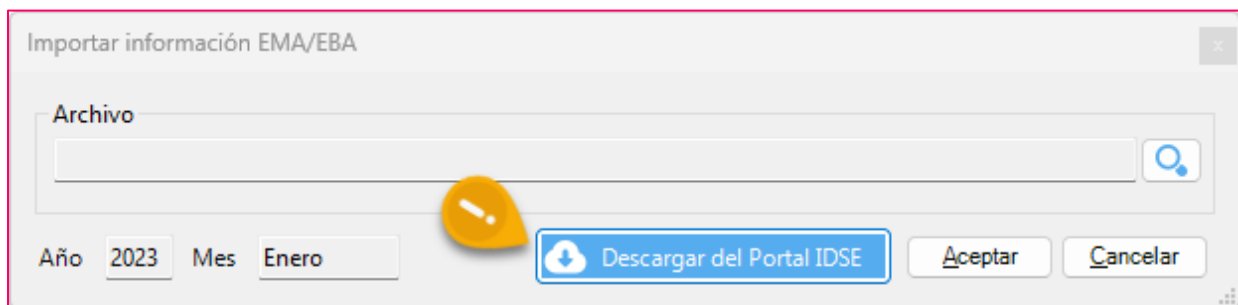 Importar información EMA/EBA
x
Archivo
Año 2023 Mes Enero Descargar del Portal IDSE Aceptar Cancelar